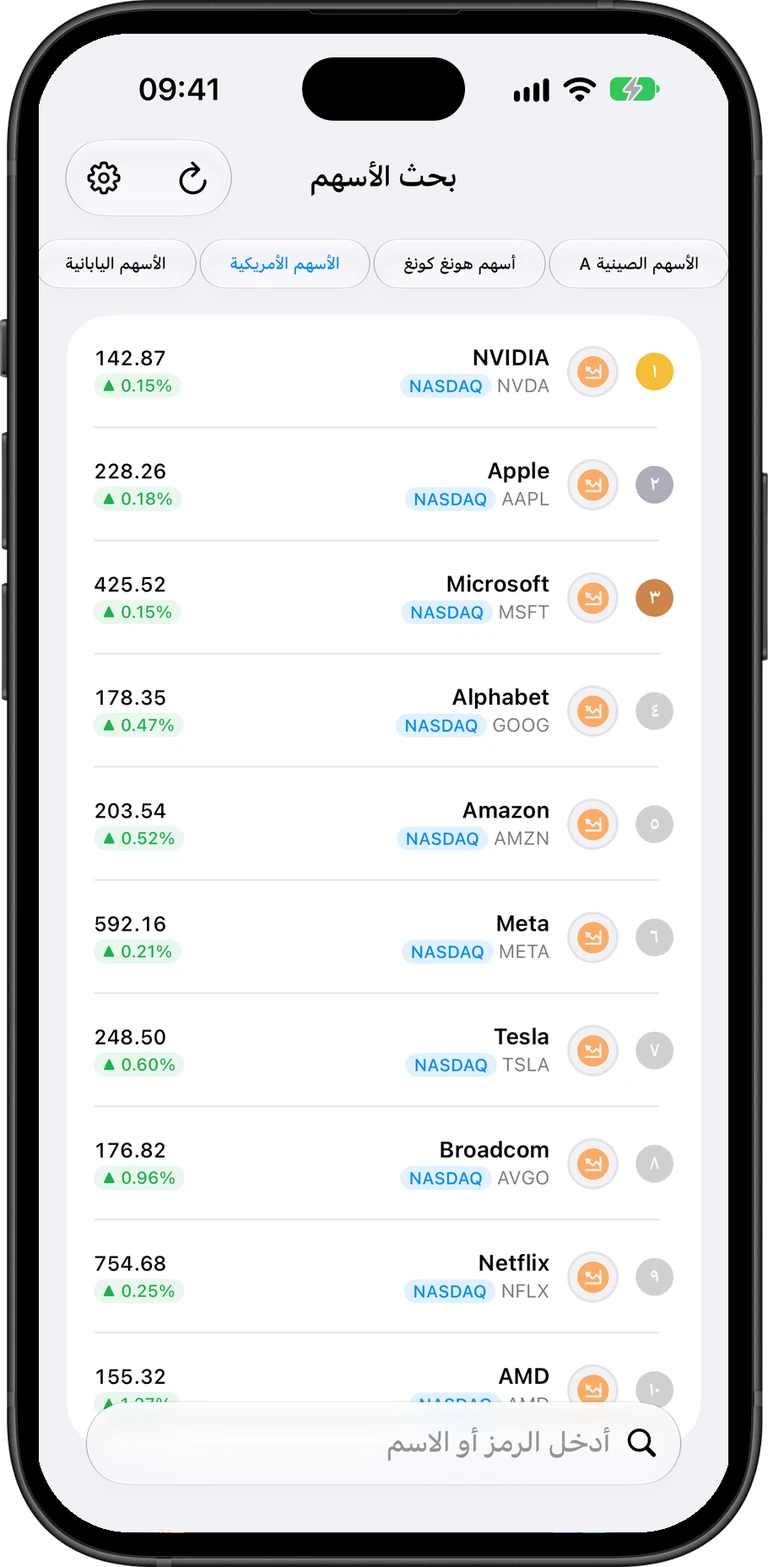 09:41
بحث الأسهم
الأسهم الصينية A
أسهم هونغ كونغ
الأسهم الأمريكية
الأسهم اليابانية
١
NVIDIA
NVDA NASDAQ
142.87
▲ 0.15%
٢
Apple
AAPL NASDAQ
228.26
▲ 0.18%
٣
Microsoft
MSFT NASDAQ
425.52
▲ 0.15%
٤
Alphabet
GOOG NASDAQ
178.35
▲ 0.47%
٥
Amazon
AMZN NASDAQ
203.54
▲ 0.52%
٦
Meta
META NASDAQ
592.16
▲ 0.21%
٧
Tesla
TSLA NASDAQ
248.50
▲ 0.60%
٨
Broadcom
AVGO NASDAQ
176.82
▲ 0.96%
٩
Netflix
NFLX NASDAQ
754.68
▲ 0.25%
١٠
AMD
AMD NASDAQ
155.32
أدخل الرمز أو الاسم